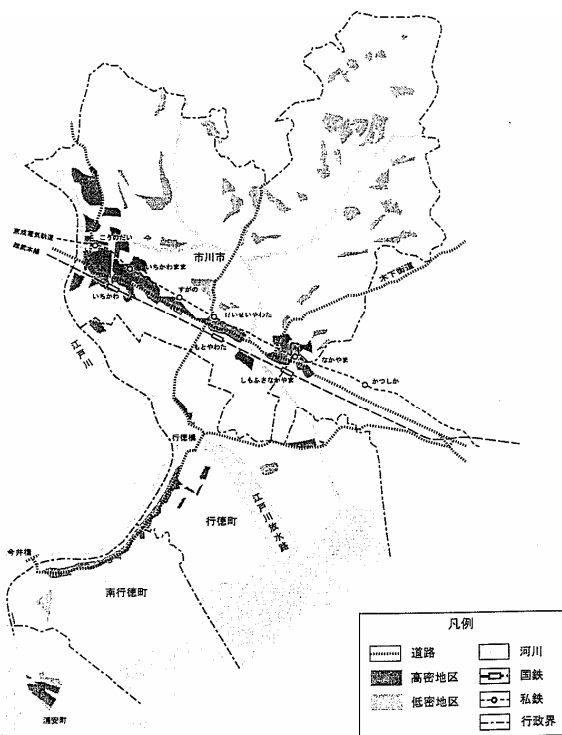 京成電気軌道
総武本線
こうのだい
市川市
いちかわまま
すがの
いちかわ
けいせいやわた
木下街道
もとやわた
なかやま
しもふさなかやま
かつしか
江戸川
行徳橋
江戸川放水路
行徳町
今井橋
南行徳町
浦安町
凡例
道路
河川
高密地区
国鉄
低密地区
私鉄
行政界